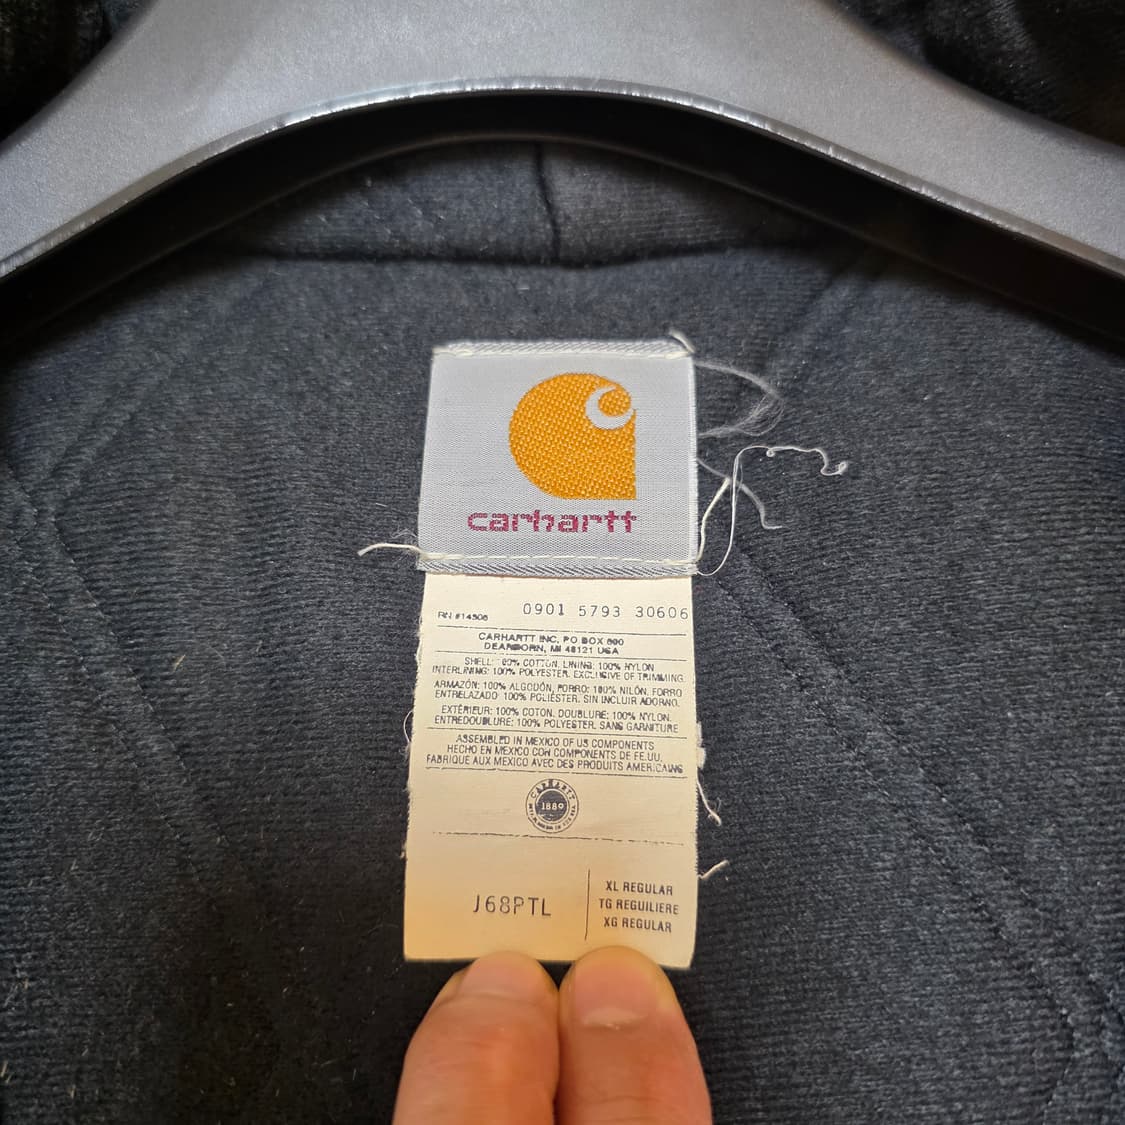 carhartt
RN #14806 0901 5793 30606
CARHARTT INC, PO BOX 600
DEARBORN, MI 48121 USA
SHELL: 100% COTTON, LINING: 100% NYLON
INTERLINING: 100% POLYESTER. EXCLUSIVE OF TRIMMING
ARMAZÓN: 100% ALGODÓN, FORRO: 100% NILÓN. FORRO
ENTRELAZADO 100% POLIÉSTER. SIN INCLUIR ADORNO.
EXTÉRIEUR: 100% COTON. DOUBLURE: 100% NYLON.
ENTREDOUBLURE: 100% POLYESTER. SANS GARNITURE
ASSEMBLED IN MEXICO OF US COMPONENTS
HECHO EN MEXICO CON COMPONENTES DE EE.UU.
FABRIQUE AUX MEXICO AVEC DES PRODUITS AMERICAINS
CARHARTT
1889
J68PTL
XL REGULAR
TG REGUILIERE
XG REGULAR